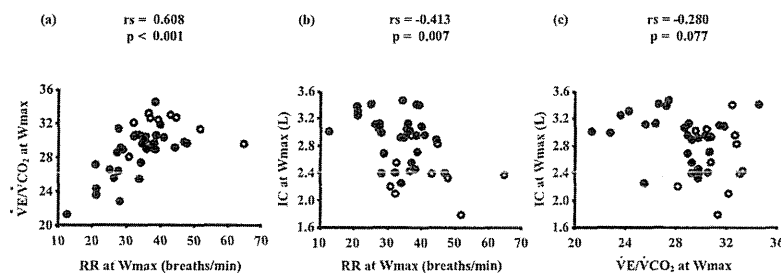 (a) rs = 0.608
p < 0.001
V̇E/V̇CO2 at Wmax
36
32
28
24
20
10 20 30 40 50 60 70
RR at Wmax (breaths/min)
(b) rs = -0.413
p = 0.007
IC at Wmax (L)
3.6
3.2
2.8
2.4
2.0
1.6
10 20 30 40 50 60 70
RR at Wmax (breaths/min)
(c) rs = -0.280
p = 0.077
IC at Wmax (L)
3.6
3.2
2.8
2.4
2.0
1.6
20 24 28 32 36
V̇E/V̇CO2 at Wmax